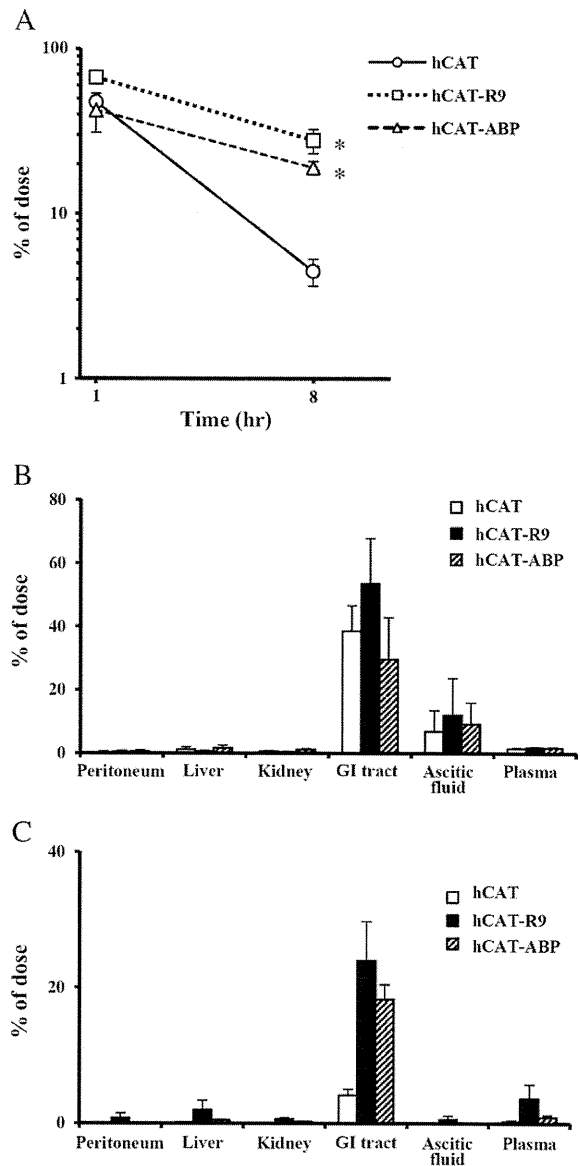 A
100
10
1
% of dose
1
8
Time (hr)
hCAT
hCAT-R9
hCAT-ABP
*
*
B
80
60
40
20
0
% of dose
hCAT
hCAT-R9
hCAT-ABP
Peritoneum Liver Kidney GI tract Ascitic fluid Plasma
C
40
20
0
% of dose
hCAT
hCAT-R9
hCAT-ABP
Peritoneum Liver Kidney GI tract Ascitic fluid Plasma